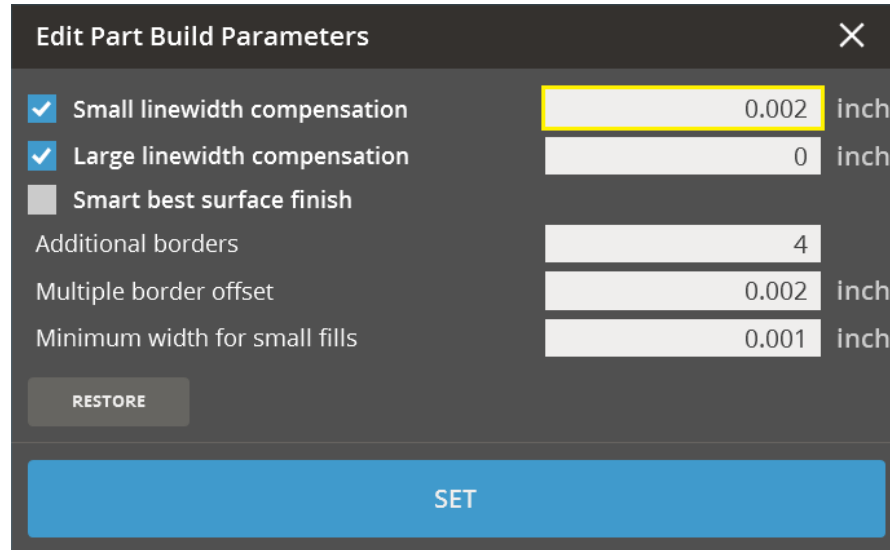 Edit Part Build Parameters
Small linewidth compensation 0.002 inch
Large linewidth compensation 0 inch
Smart best surface finish
Additional borders 4
Multiple border offset 0.002 inch
Minimum width for small fills 0.001 inch
RESTORE
SET